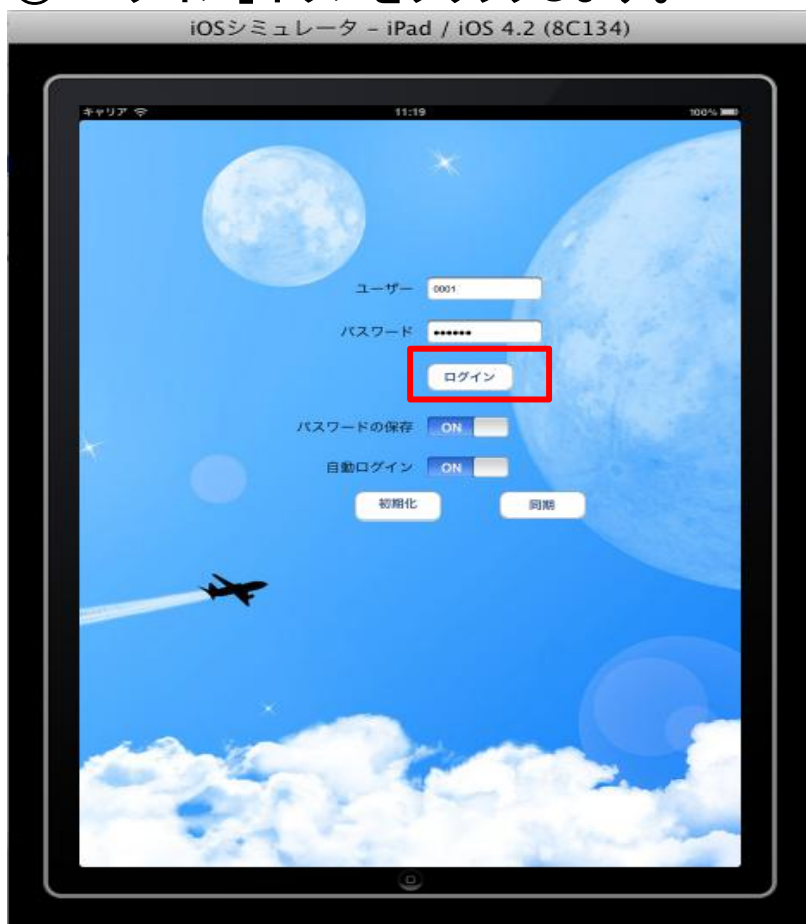 iOSシミュレータ – iPad / iOS 4.2 (8C134)
キャリア 11:19 100%
ユーザー 0001
パスワード ••••••
ログイン
パスワードの保存 ON
自動ログイン ON
初期化 同期